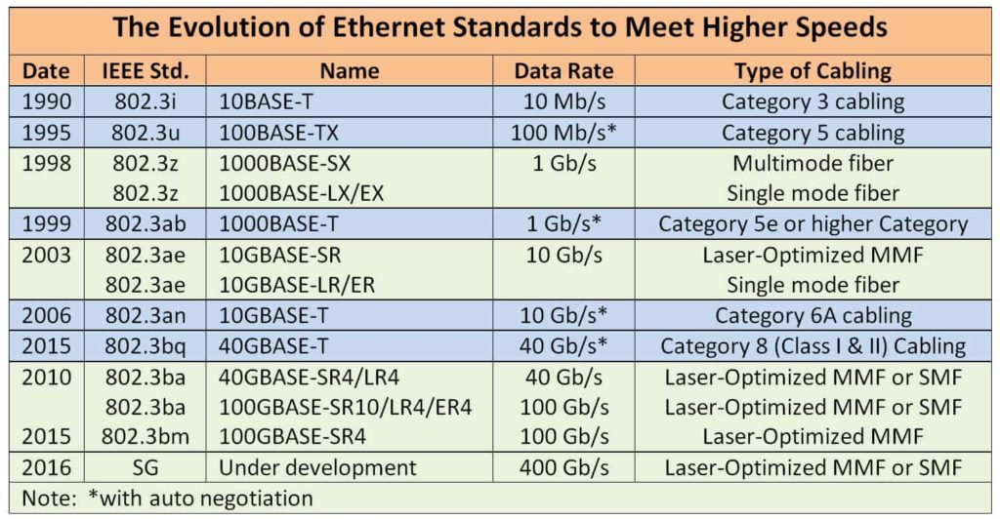 The Evolution of Ethernet Standards to Meet Higher Speeds
Date IEEE Std. Name Data Rate Type of Cabling
1990 802.3i 10BASE-T 10 Mb/s Category 3 cabling
1995 802.3u 100BASE-TX 100 Mb/s* Category 5 cabling
1998 802.3z 1000BASE-SX 1 Gb/s Multimode fiber
802.3z 1000BASE-LX/EX Single mode fiber
1999 802.3ab 1000BASE-T 1 Gb/s* Category 5e or higher Category
2003 802.3ae 10GBASE-SR 10 Gb/s Laser-Optimized MMF
802.3ae 10GBASE-LR/ER Single mode fiber
2006 802.3an 10GBASE-T 10 Gb/s* Category 6A cabling
2015 802.3bq 40GBASE-T 40 Gb/s* Category 8 (Class I & II) Cabling
2010 802.3ba 40GBASE-SR4/LR4 40 Gb/s Laser-Optimized MMF or SMF
802.3ba 100GBASE-SR10/LR4/ER4 100 Gb/s Laser-Optimized MMF or SMF
2015 802.3bm 100GBASE-SR4 100 Gb/s Laser-Optimized MMF
2016 SG Under development 400 Gb/s Laser-Optimized MMF or SMF
Note: *with auto negotiation